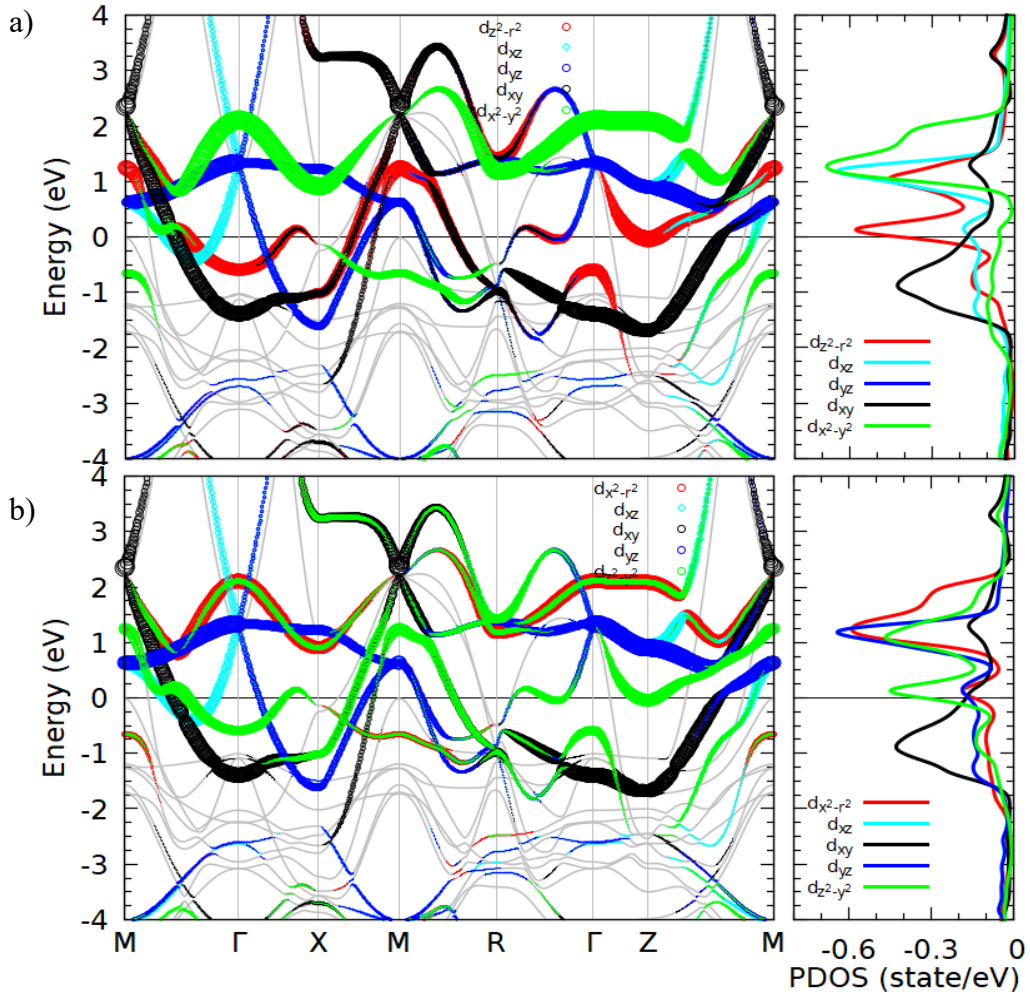 a)
4
3
2
1
0
-1
-2
-3
-4
Energy (eV)
dz²-r²
dxz
dyz
dxy
dx²-y²
dz²-r²
dxz
dyz
dxy
dx²-y²
b)
4
3
2
1
0
-1
-2
-3
-4
Energy (eV)
dx²-r²
dxz
dxy
dyz
dz²-y²
dx²-r²
dxz
dxy
dyz
dz²-y²
M Γ X M R Γ Z M
-0.6 -0.3 0
PDOS (state/eV)